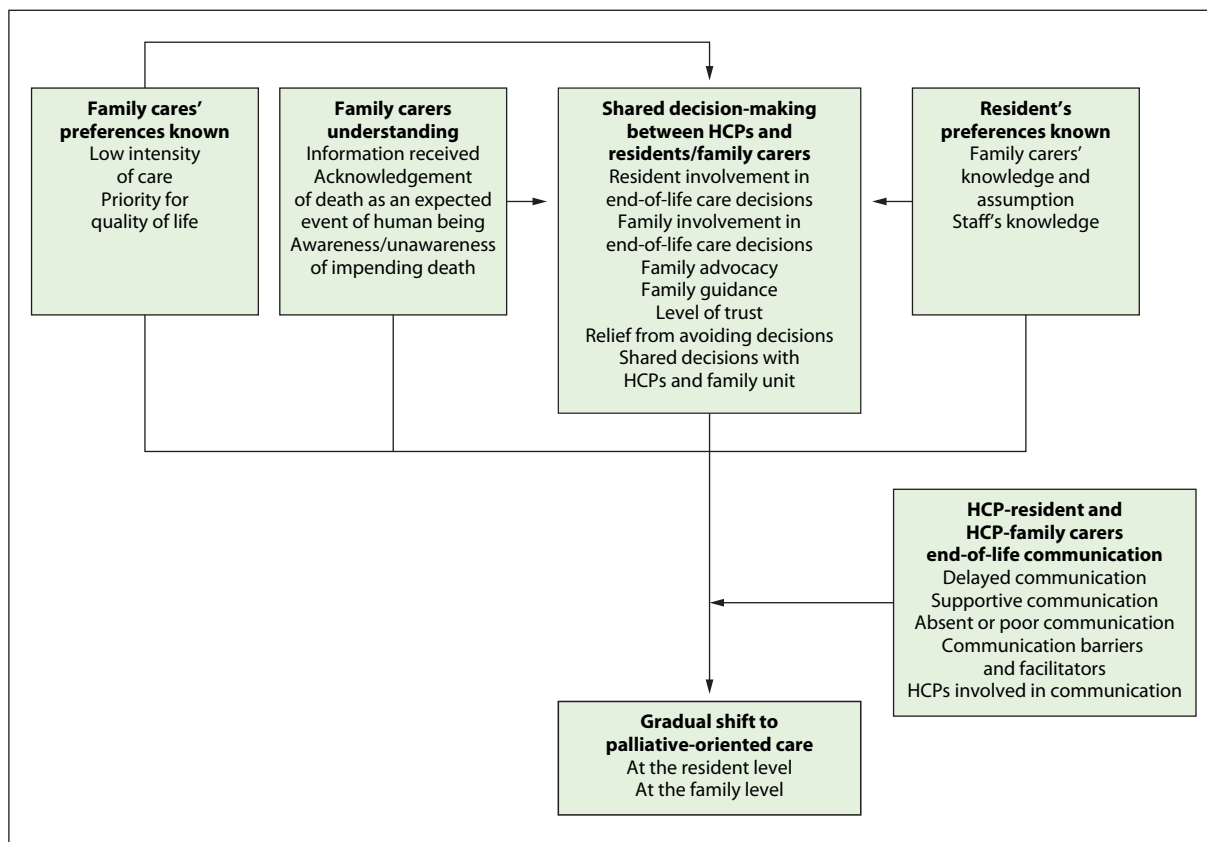 Family cares’
preferences known
Low intensity
of care
Priority for
quality of life
Family carers
understanding
Information received
Acknowledgement
of death as an expected
event of human being
Awareness/unawareness
of impending death
Shared decision-making
between HCPs and
residents/family carers
Resident involvement in
end-of-life care decisions
Family involvement in
end-of-life care decisions
Family advocacy
Family guidance
Level of trust
Relief from avoiding decisions
Shared decisions with
HCPs and family unit
Resident’s
preferences known
Family carers’
knowledge and
assumption
Staff’s knowledge
HCP-resident and
HCP-family carers
end-of-life communication
Delayed communication
Supportive communication
Absent or poor communication
Communication barriers
and facilitators
HCPs involved in communication
Gradual shift to
palliative-oriented care
At the resident level
At the family level